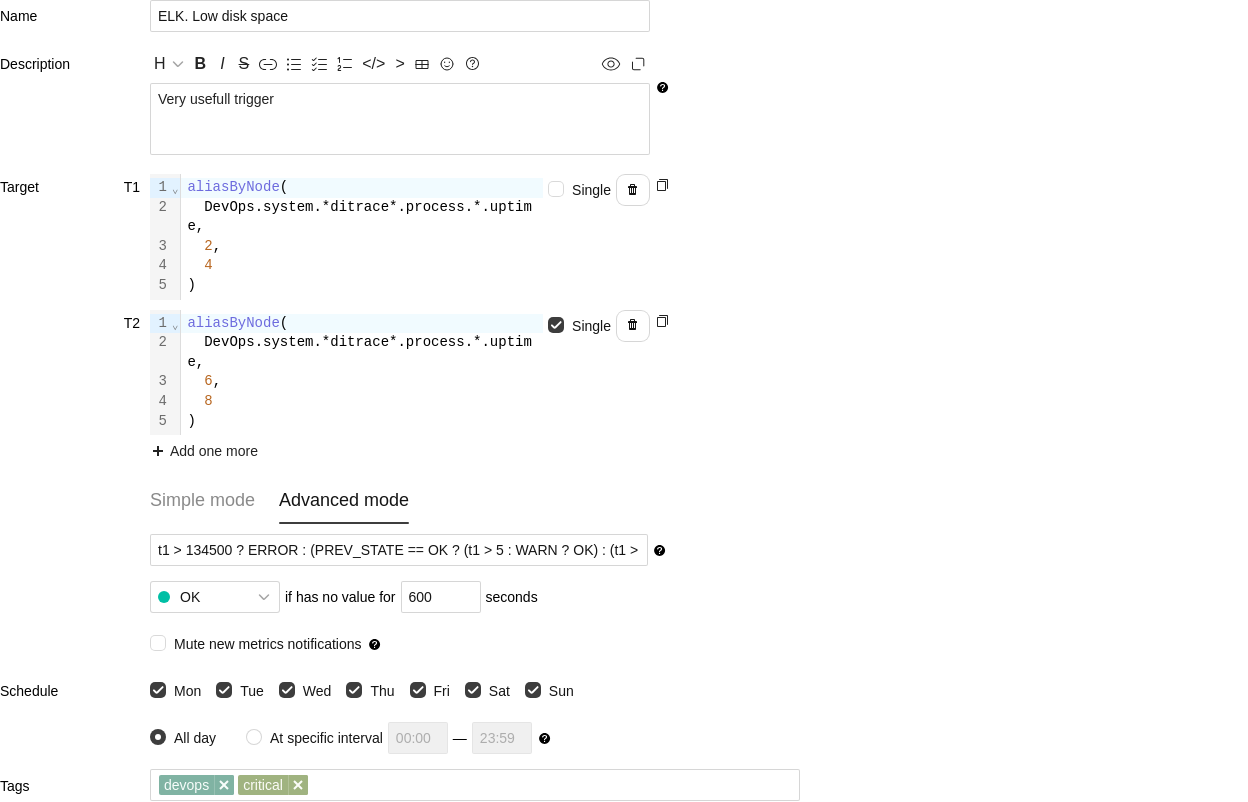 Name
ELK. Low disk space
Description
H B I S </> >
Very usefull trigger
Target
T1
1 aliasByNode(
2 DevOps.system.*ditrace*.process.*.uptim
e,
3 2,
4 4
5 )
Single
T2
1 aliasByNode(
2 DevOps.system.*ditrace*.process.*.uptim
e,
3 6,
4 8
5 )
Single
+ Add one more
Simple mode Advanced mode
t1 > 134500 ? ERROR : (PREV_STATE == OK ? (t1 > 5 : WARN ? OK) : (t1 >
OK if has no value for 600 seconds
Mute new metrics notifications
Schedule
Mon Tue Wed Thu Fri Sat Sun
All day At specific interval 00:00 — 23:59
Tags
devops critical